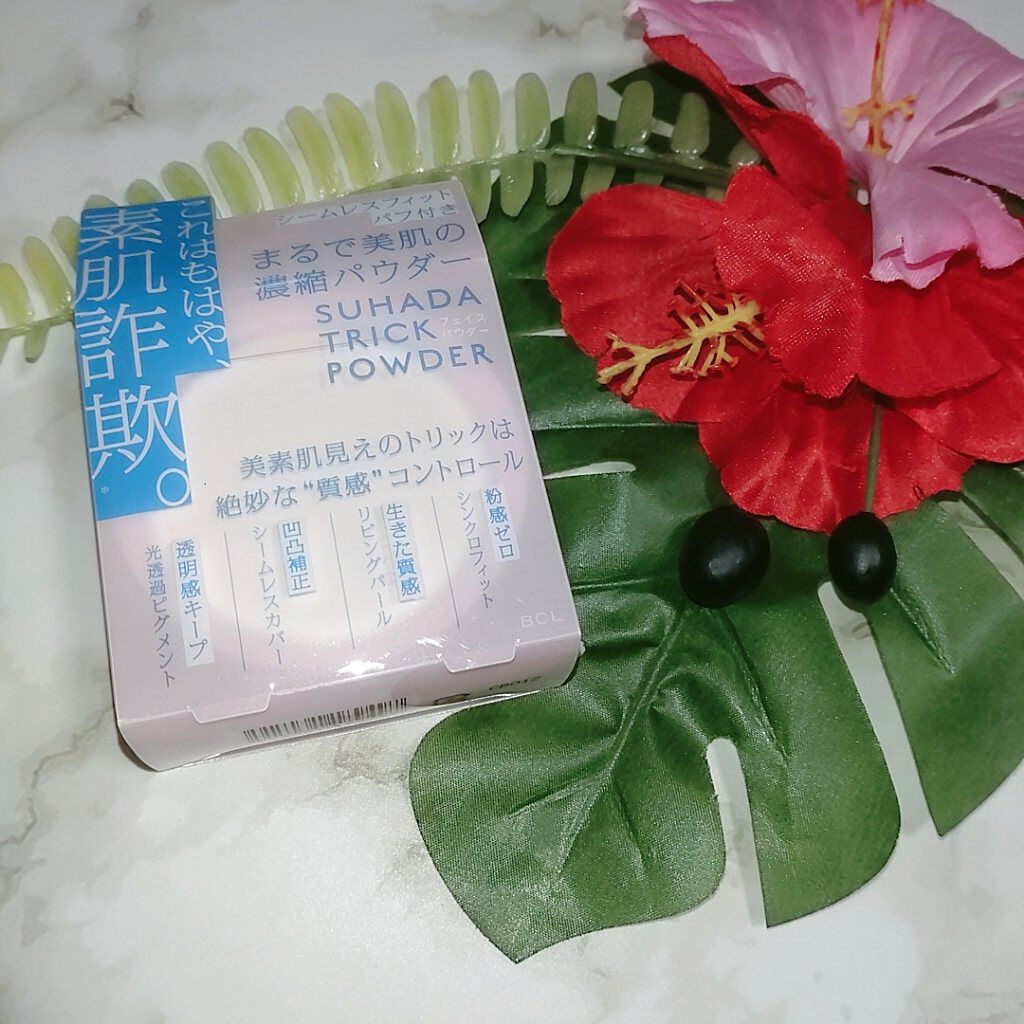 これはもはや、
素肌詐欺。
※
シームレスフィット
パフ付き
まるで美肌の
濃縮パウダー
SUHADA
TRICK
POWDER
フェイス
パウダー
美素肌見えのトリックは
絶妙な“質感”コントロール
粉感ゼロ
シンクロフィット
生きた質感
リビングパール
凹凸補正
シームレスカバー
透明感キープ
光透過ピグメント
BCL